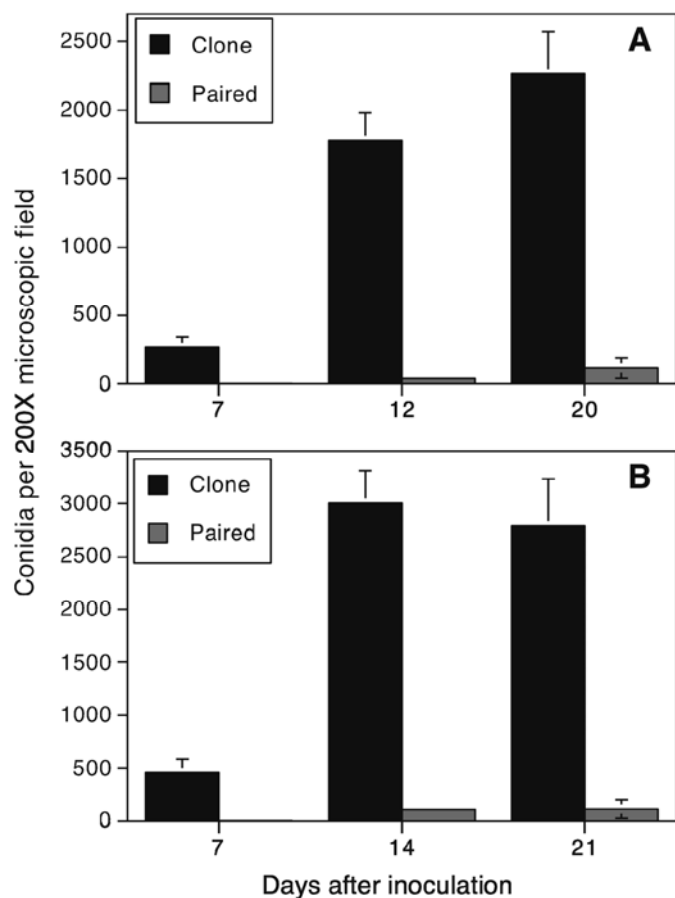 Conidia per 200X microscopic field
A
Clone
Paired
2500
2000
1500
1000
500
0
7 12 20
B
Clone
Paired
3500
3000
2500
2000
1500
1000
500
0
7 14 21
Days after inoculation